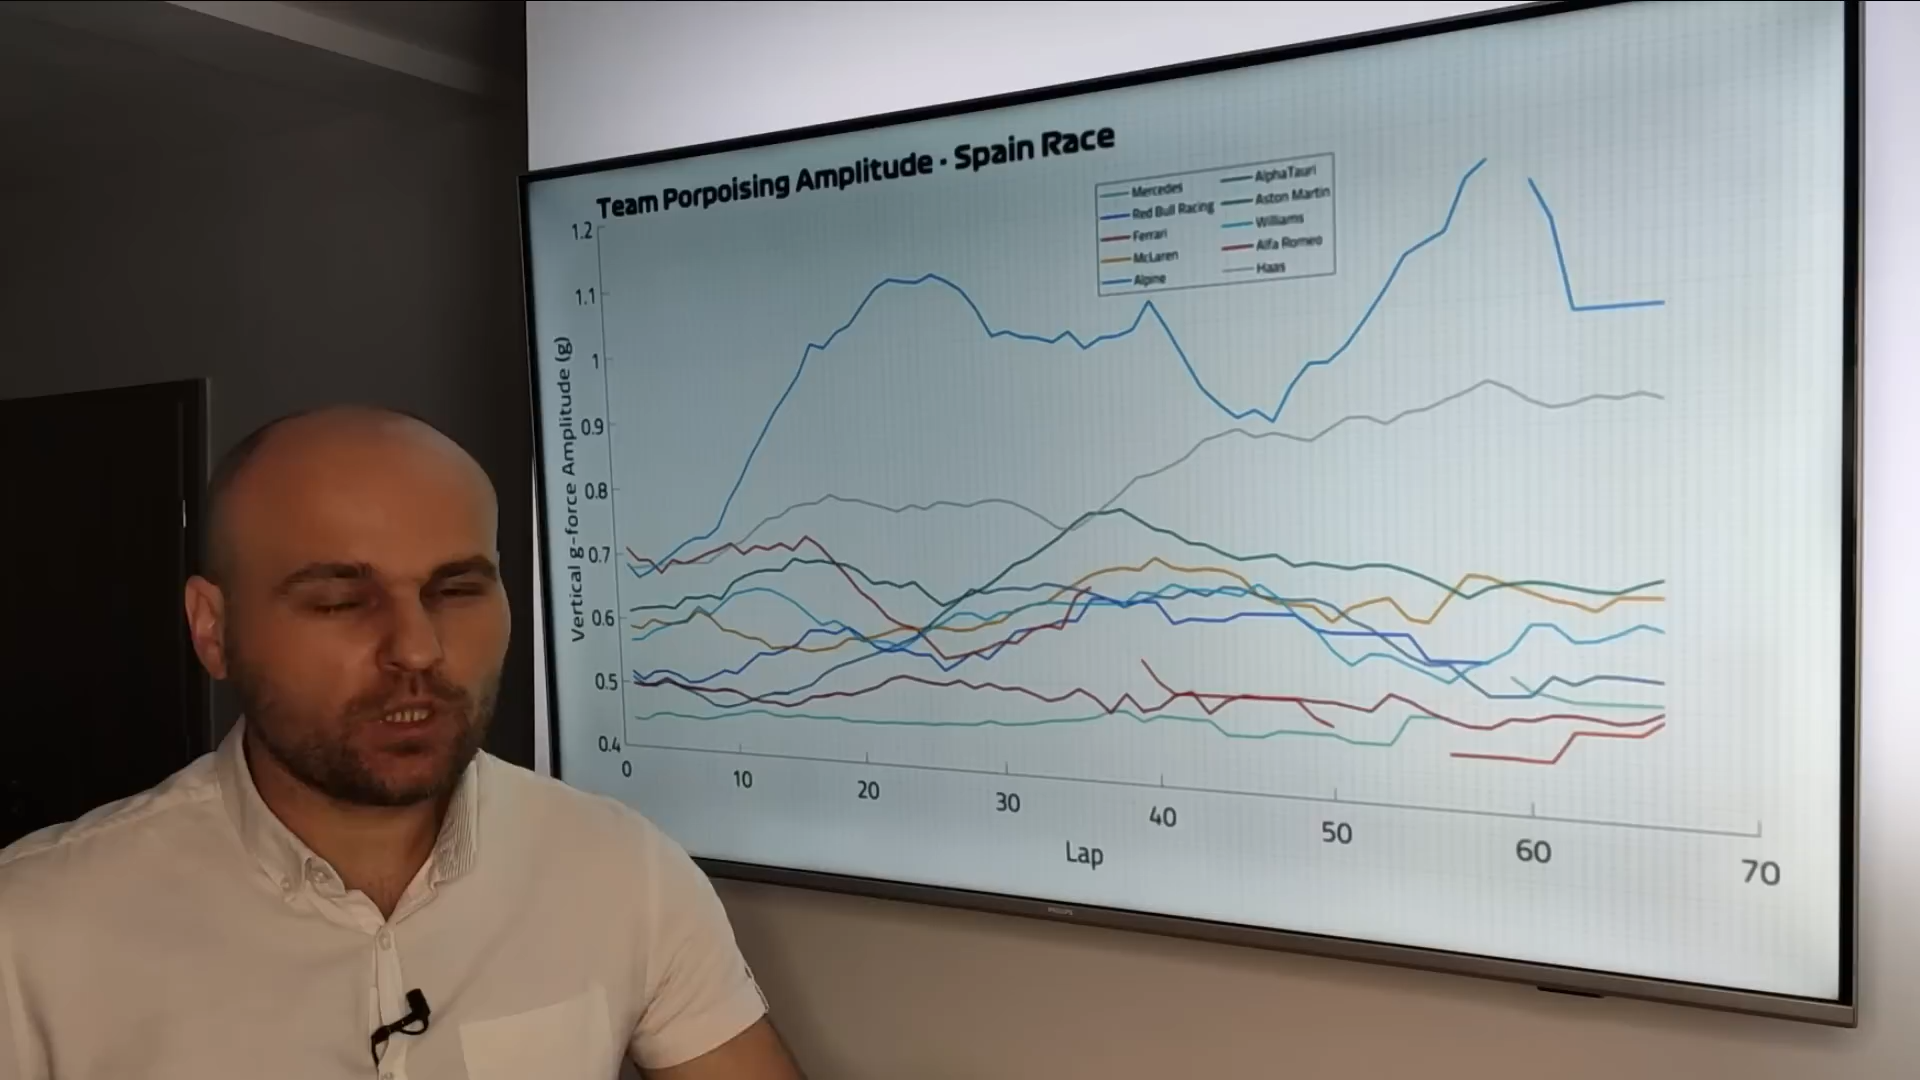 Team Porpoising Amplitude · Spain Race
Mercedes
Red Bull Racing
Ferrari
McLaren
Alpine
AlphaTauri
Aston Martin
Williams
Alfa Romeo
Haas
Vertical g-force Amplitude (g)
1.2
1.1
1
0.9
0.8
0.7
0.6
0.5
0.4
0 10 20 30 40 50 60 70
Lap
PHILIPS